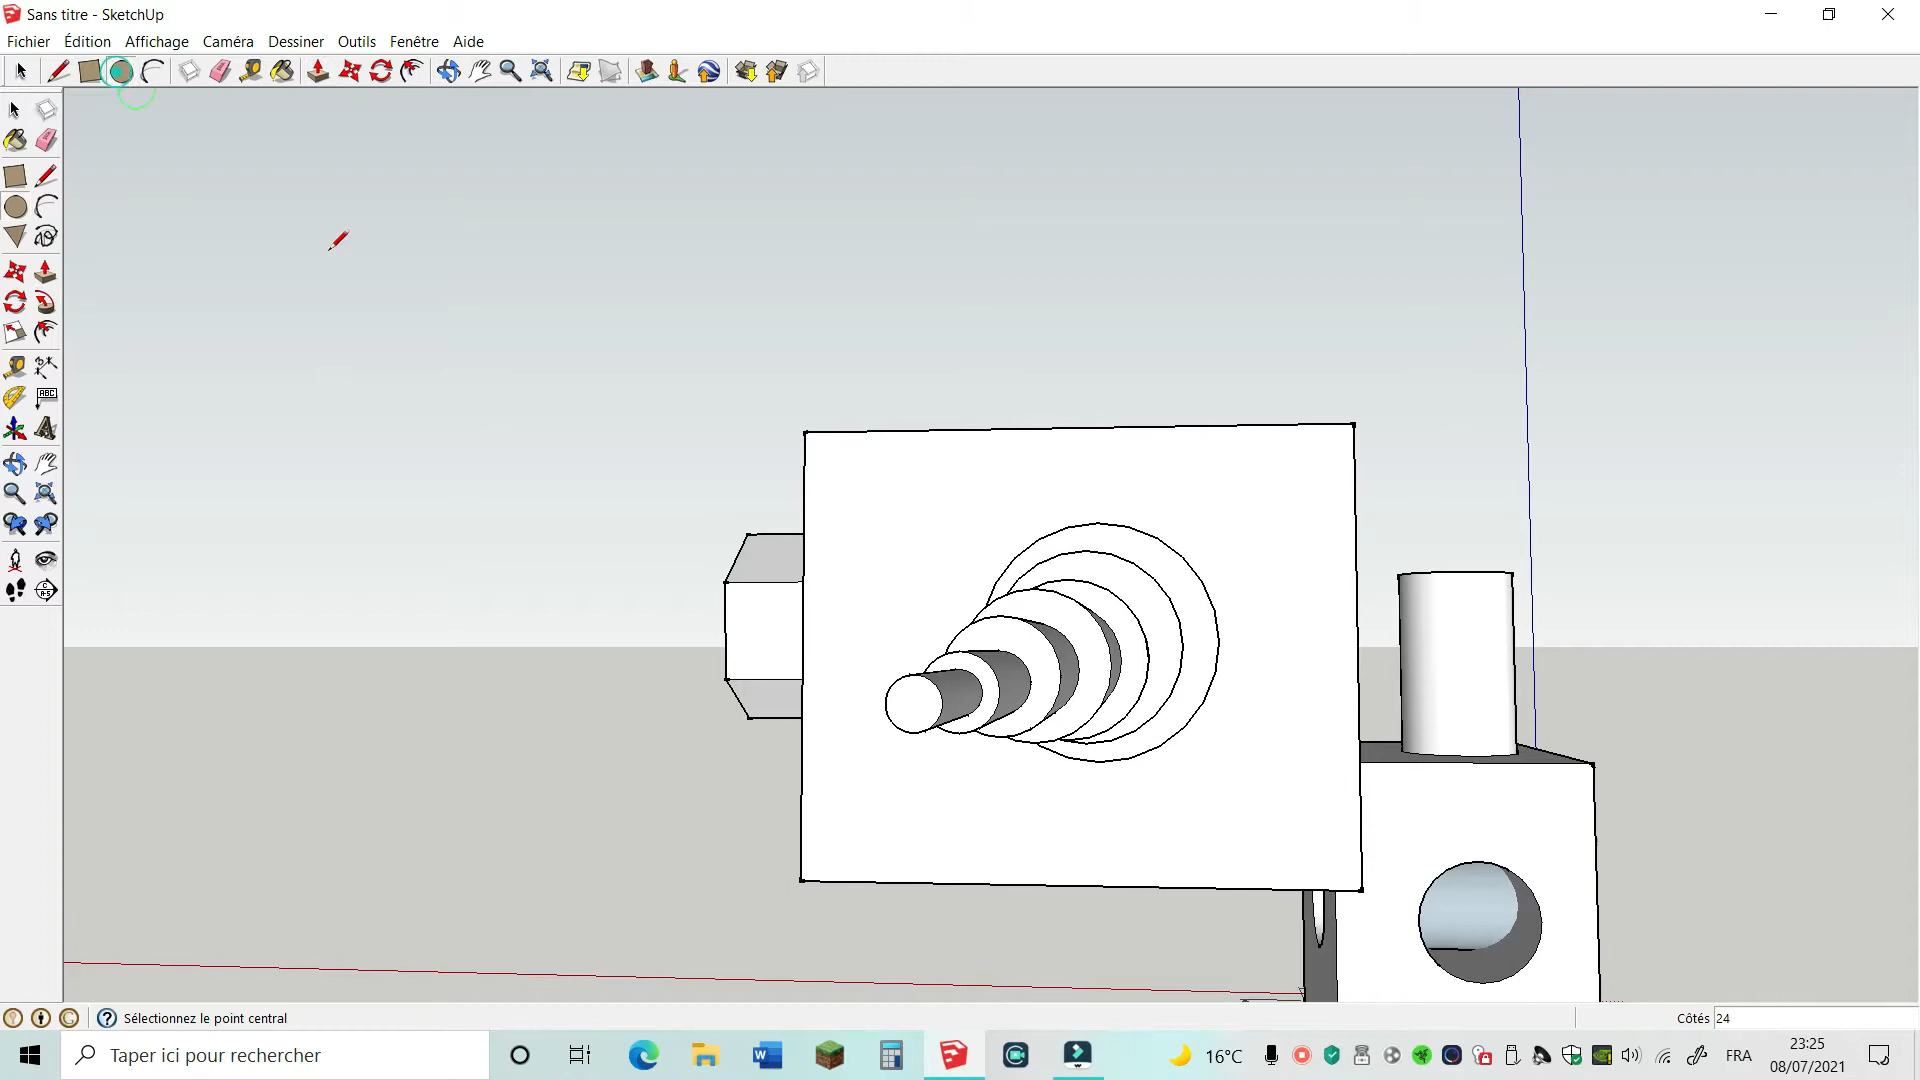 Sans titre - SketchUp
Fichier Édition Affichage Caméra Dessiner Outils Fenêtre Aide
ABC
Sélectionnez le point central
Côtés 24
Taper ici pour rechercher
16°C
FRA
23:25
08/07/2021